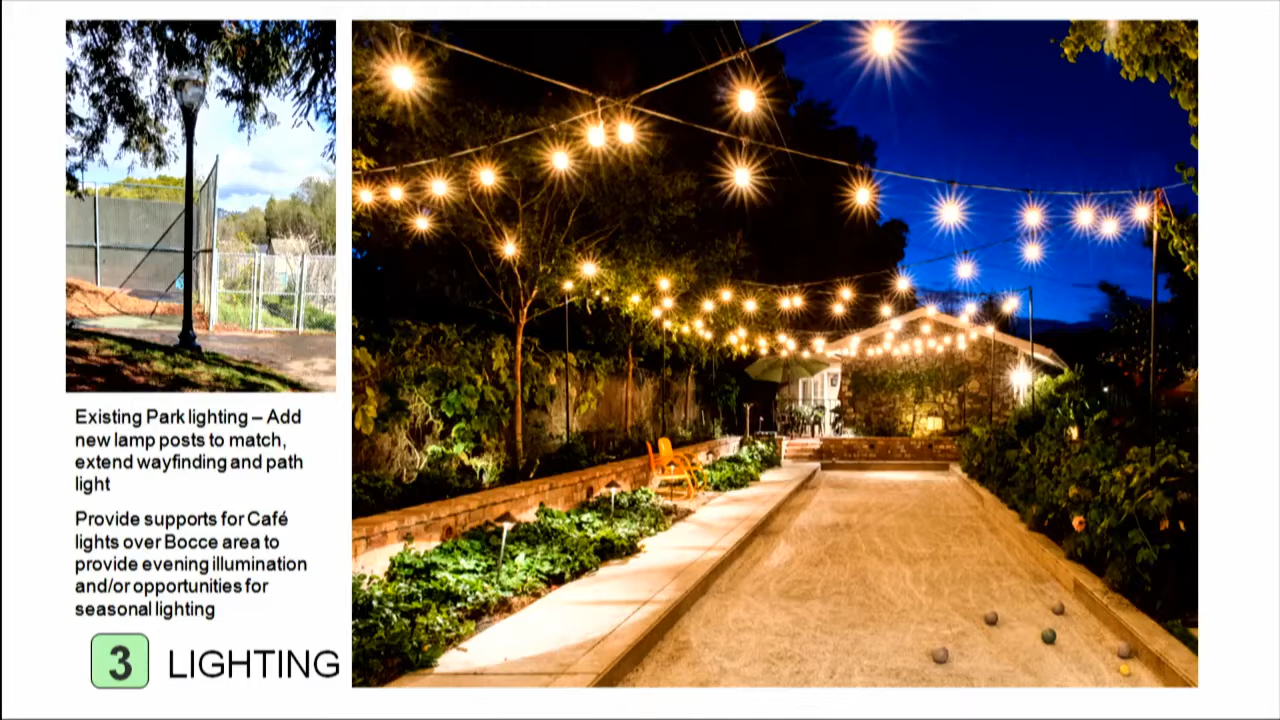 Existing Park lighting – Add
new lamp posts to match,
extend wayfinding and path
light
Provide supports for Café
lights over Bocce area to
provide evening illumination
and/or opportunities for
seasonal lighting
3 LIGHTING